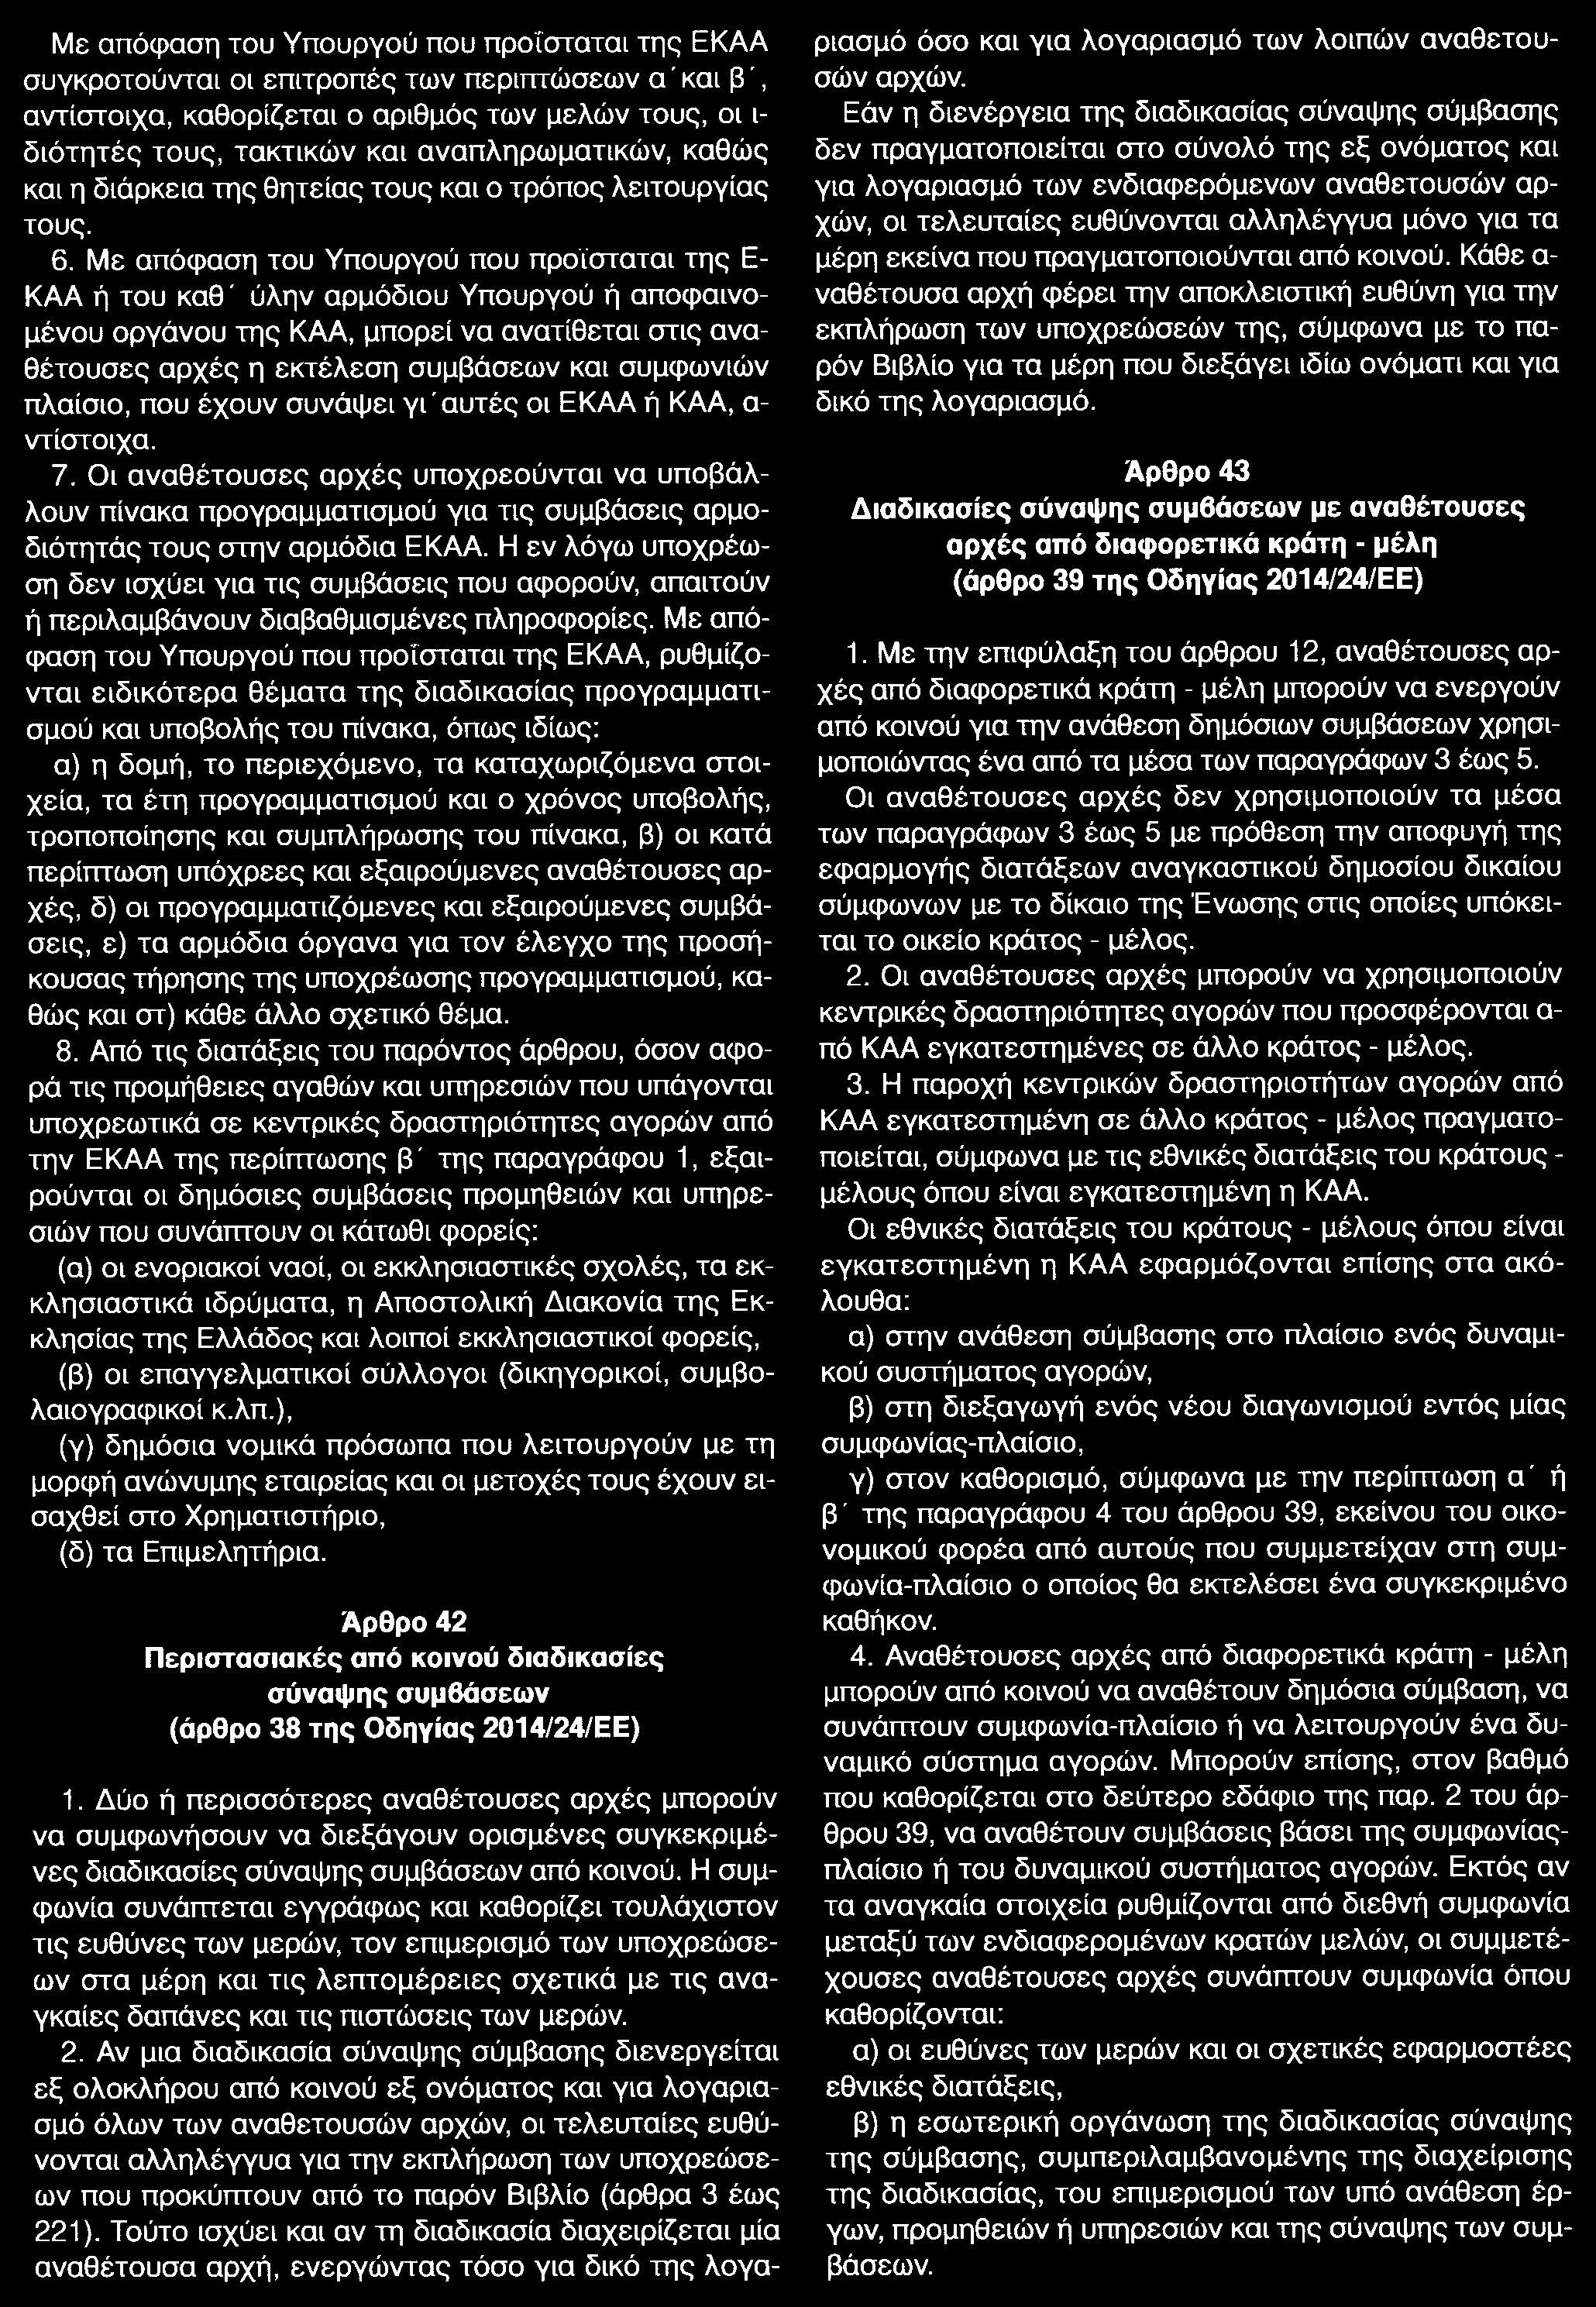 Με απόφαση του Υπουργού που προΐσταται της ΕΚΑΑ
συγκροτούνται οι επιτροπές των περιπτώσεων α΄και β΄,
αντίστοιχα, καθορίζεται ο αριθμός των μελών τους, οι ι-
διότητές τους, τακτικών και αναπληρωματικών, καθώς
και η διάρκεια της θητείας τους και ο τρόπος λειτουργίας
τους.
6. Με απόφαση του Υπουργού που προΐσταται της Ε-
ΚΑΑ ή του καθ΄ ύλην αρμόδιου Υπουργού ή αποφαινο-
μένου οργάνου της ΚΑΑ, μπορεί να ανατίθεται στις ανα-
θέτουσες αρχές η εκτέλεση συμβάσεων και συμφωνιών
πλαίσιο, που έχουν συνάψει γι΄αυτές οι ΕΚΑΑ ή ΚΑΑ, α-
ντίστοιχα.
7. Οι αναθέτουσες αρχές υποχρεούνται να υποβάλ-
λουν πίνακα προγραμματισμού για τις συμβάσεις αρμο-
διότητάς τους στην αρμόδια ΕΚΑΑ. Η εν λόγω υποχρέω-
ση δεν ισχύει για τις συμβάσεις που αφορούν, απαιτούν
ή περιλαμβάνουν διαβαθμισμένες πληροφορίες. Με από-
φαση του Υπουργού που προΐσταται της ΕΚΑΑ, ρυθμίζο-
νται ειδικότερα θέματα της διαδικασίας προγραμματι-
σμού και υποβολής του πίνακα, όπως ιδίως:
α) η δομή, το περιεχόμενο, τα καταχωριζόμενα στοι-
χεία, τα έτη προγραμματισμού και ο χρόνος υποβολής,
τροποποίησης και συμπλήρωσης του πίνακα, β) οι κατά
περίπτωση υπόχρεες και εξαιρούμενες αναθέτουσες αρ-
χές, δ) οι προγραμματιζόμενες και εξαιρούμενες συμβά-
σεις, ε) τα αρμόδια όργανα για τον έλεγχο της προσή-
κουσας τήρησης της υποχρέωσης προγραμματισμού, κα-
θώς και στ) κάθε άλλο σχετικό θέμα.
8. Από τις διατάξεις του παρόντος άρθρου, όσον αφο-
ρά τις προμήθειες αγαθών και υπηρεσιών που υπάγονται
υποχρεωτικά σε κεντρικές δραστηριότητες αγορών από
την ΕΚΑΑ της περίπτωσης β΄ της παραγράφου 1, εξαι-
ρούνται οι δημόσιες συμβάσεις προμηθειών και υπηρε-
σιών που συνάπτουν οι κάτωθι φορείς:
(α) οι ενοριακοί ναοί, οι εκκλησιαστικές σχολές, τα εκ-
κλησιαστικά ιδρύματα, η Αποστολική Διακονία της Εκ-
κλησίας της Ελλάδος και λοιποί εκκλησιαστικοί φορείς,
(β) οι επαγγελματικοί σύλλογοι (δικηγορικοί, συμβο-
λαιογραφικοί κ.λπ.),
(γ) δημόσια νομικά πρόσωπα που λειτουργούν με τη
μορφή ανώνυμης εταιρείας και οι μετοχές τους έχουν ει-
σαχθεί στο Χρηματιστήριο,
(δ) τα Επιμελητήρια.
Άρθρο 42
Περιστασιακές από κοινού διαδικασίες
σύναψης συμβάσεων
(άρθρο 38 της Οδηγίας 2014/24/ΕΕ)
1. Δύο ή περισσότερες αναθέτουσες αρχές μπορούν
να συμφωνήσουν να διεξάγουν ορισμένες συγκεκριμέ-
νες διαδικασίες σύναψης συμβάσεων από κοινού. Η συμ-
φωνία συνάπτεται εγγράφως και καθορίζει τουλάχιστον
τις ευθύνες των μερών, τον επιμερισμό των υποχρεώσε-
ων στα μέρη και τις λεπτομέρειες σχετικά με τις ανα-
γκαίες δαπάνες και τις πιστώσεις των μερών.
2. Αν μια διαδικασία σύναψης σύμβασης διενεργείται
εξ ολοκλήρου από κοινού εξ ονόματος και για λογαρια-
σμό όλων των αναθετουσών αρχών, οι τελευταίες ευθύ-
νονται αλληλέγγυα για την εκπλήρωση των υποχρεώσε-
ων που προκύπτουν από το παρόν Βιβλίο (άρθρα 3 έως
221). Τούτο ισχύει και αν τη διαδικασία διαχειρίζεται μία
αναθέτουσα αρχή, ενεργώντας τόσο για δικό της λογα-
ριασμό όσο και για λογαριασμό των λοιπών αναθετου-
σών αρχών.
Εάν η διενέργεια της διαδικασίας σύναψης σύμβασης
δεν πραγματοποιείται στο σύνολό της εξ ονόματος και
για λογαριασμό των ενδιαφερόμενων αναθετουσών αρ-
χών, οι τελευταίες ευθύνονται αλληλέγγυα μόνο για τα
μέρη εκείνα που πραγματοποιούνται από κοινού. Κάθε α-
ναθέτουσα αρχή φέρει την αποκλειστική ευθύνη για την
εκπλήρωση των υποχρεώσεών της, σύμφωνα με το πα-
ρόν Βιβλίο για τα μέρη που διεξάγει ιδίω ονόματι και για
δικό της λογαριασμό.
Άρθρο 43
Διαδικασίες σύναψης συμβάσεων με αναθέτουσες
αρχές από διαφορετικά κράτη - μέλη
(άρθρο 39 της Οδηγίας 2014/24/ΕΕ)
1. Με την επιφύλαξη του άρθρου 12, αναθέτουσες αρ-
χές από διαφορετικά κράτη - μέλη μπορούν να ενεργούν
από κοινού για την ανάθεση δημόσιων συμβάσεων χρησι-
μοποιώντας ένα από τα μέσα των παραγράφων 3 έως 5.
Οι αναθέτουσες αρχές δεν χρησιμοποιούν τα μέσα
των παραγράφων 3 έως 5 με πρόθεση την αποφυγή της
εφαρμογής διατάξεων αναγκαστικού δημοσίου δικαίου
σύμφωνων με το δίκαιο της Ένωσης στις οποίες υπόκει-
ται το οικείο κράτος - μέλος.
2. Οι αναθέτουσες αρχές μπορούν να χρησιμοποιούν
κεντρικές δραστηριότητες αγορών που προσφέρονται α-
πό ΚΑΑ εγκατεστημένες σε άλλο κράτος - μέλος.
3. Η παροχή κεντρικών δραστηριοτήτων αγορών από
ΚΑΑ εγκατεστημένη σε άλλο κράτος - μέλος πραγματο-
ποιείται, σύμφωνα με τις εθνικές διατάξεις του κράτους -
μέλους όπου είναι εγκατεστημένη η ΚΑΑ.
Οι εθνικές διατάξεις του κράτους - μέλους όπου είναι
εγκατεστημένη η ΚΑΑ εφαρμόζονται επίσης στα ακό-
λουθα:
α) στην ανάθεση σύμβασης στο πλαίσιο ενός δυναμι-
κού συστήματος αγορών,
β) στη διεξαγωγή ενός νέου διαγωνισμού εντός μίας
συμφωνίας-πλαίσιο,
γ) στον καθορισμό, σύμφωνα με την περίπτωση α΄ ή
β΄ της παραγράφου 4 του άρθρου 39, εκείνου του οικο-
νομικού φορέα από αυτούς που συμμετείχαν στη συμ-
φωνία-πλαίσιο ο οποίος θα εκτελέσει ένα συγκεκριμένο
καθήκον.
4. Αναθέτουσες αρχές από διαφορετικά κράτη - μέλη
μπορούν από κοινού να αναθέτουν δημόσια σύμβαση, να
συνάπτουν συμφωνία-πλαίσιο ή να λειτουργούν ένα δυ-
ναμικό σύστημα αγορών. Μπορούν επίσης, στον βαθμό
που καθορίζεται στο δεύτερο εδάφιο της παρ. 2 του άρ-
θρου 39, να αναθέτουν συμβάσεις βάσει της συμφωνίας-
πλαίσιο ή του δυναμικού συστήματος αγορών. Εκτός αν
τα αναγκαία στοιχεία ρυθμίζονται από διεθνή συμφωνία
μεταξύ των ενδιαφερομένων κρατών μελών, οι συμμετέ-
χουσες αναθέτουσες αρχές συνάπτουν συμφωνία όπου
καθορίζονται:
α) οι ευθύνες των μερών και οι σχετικές εφαρμοστέες
εθνικές διατάξεις,
β) η εσωτερική οργάνωση της διαδικασίας σύναψης
της σύμβασης, συμπεριλαμβανομένης της διαχείρισης
της διαδικασίας, του επιμερισμού των υπό ανάθεση έρ-
γων, προμηθειών ή υπηρεσιών και της σύναψης των συμ-
βάσεων.